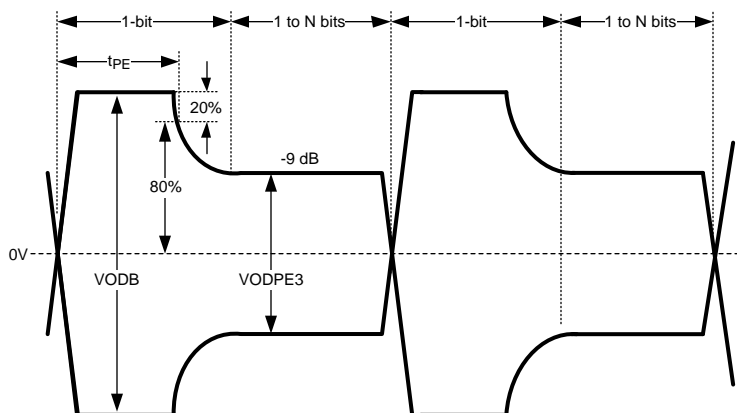 1-bit
1 to N bits
1-bit
1 to N bits
tPE
20%
-9 dB
80%
0V
VODB
VODPE3